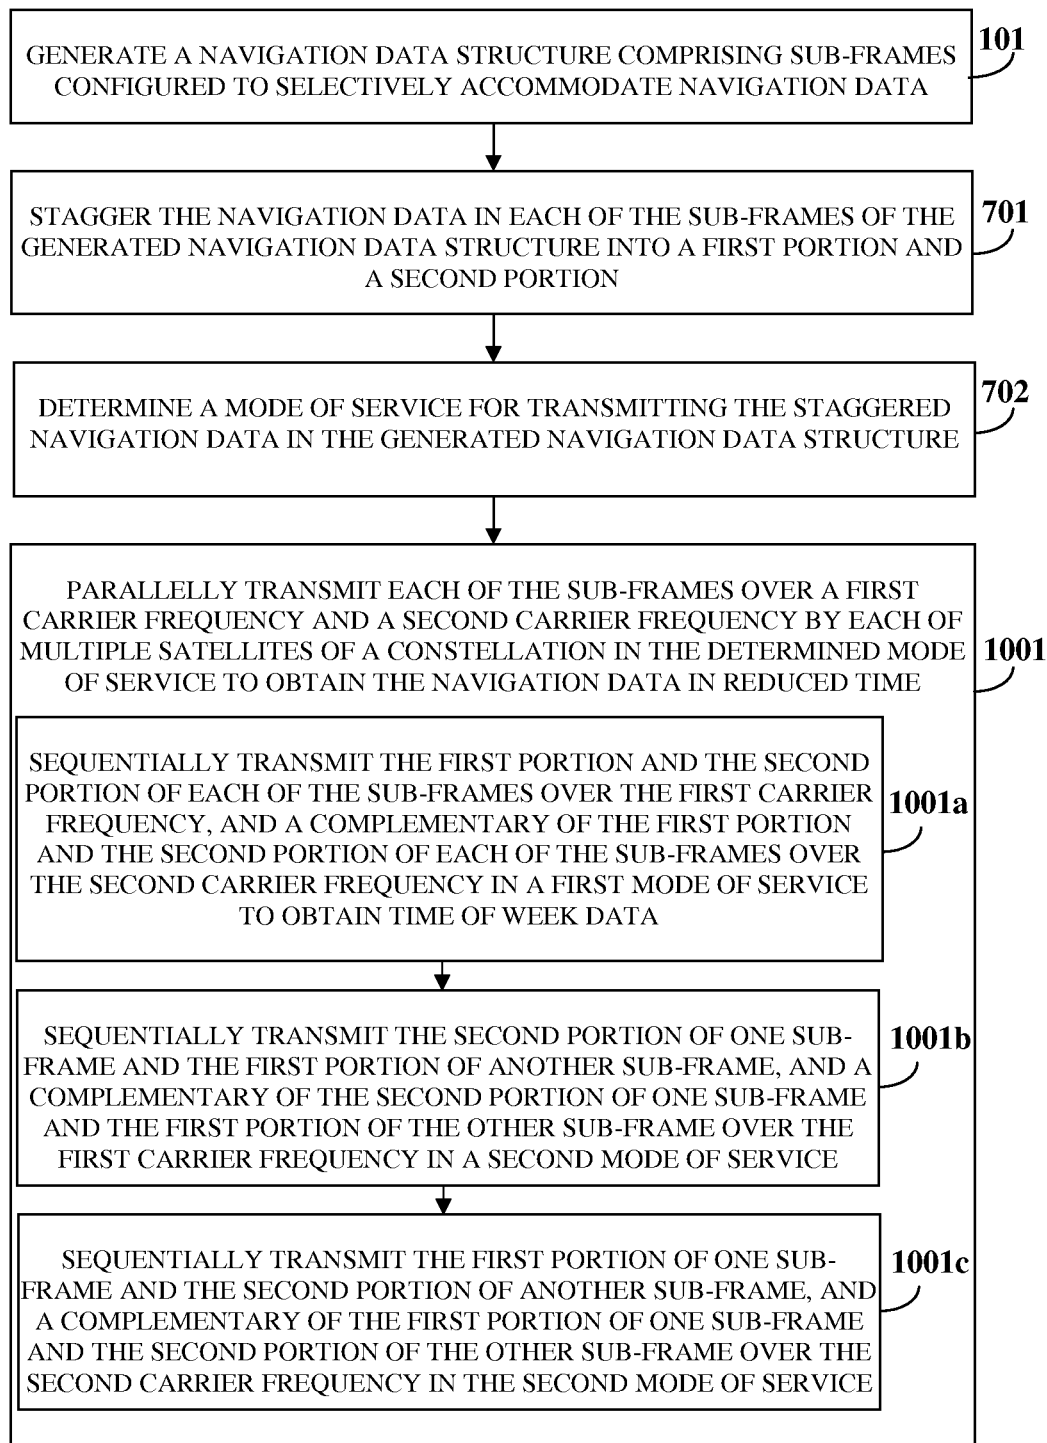 GENERATE A NAVIGATION DATA STRUCTURE COMPRISING SUB-FRAMES
CONFIGURED TO SELECTIVELY ACCOMMODATE NAVIGATION DATA
101
STAGGER THE NAVIGATION DATA IN EACH OF THE SUB-FRAMES OF THE
GENERATED NAVIGATION DATA STRUCTURE INTO A FIRST PORTION AND
A SECOND PORTION
701
DETERMINE A MODE OF SERVICE FOR TRANSMITTING THE STAGGERED
NAVIGATION DATA IN THE GENERATED NAVIGATION DATA STRUCTURE
702
PARALLELLY TRANSMIT EACH OF THE SUB-FRAMES OVER A FIRST
CARRIER FREQUENCY AND A SECOND CARRIER FREQUENCY BY EACH OF
MULTIPLE SATELLITES OF A CONSTELLATION IN THE DETERMINED MODE
OF SERVICE TO OBTAIN THE NAVIGATION DATA IN REDUCED TIME
1001
SEQUENTIALLY TRANSMIT THE FIRST PORTION AND THE SECOND
PORTION OF EACH OF THE SUB-FRAMES OVER THE FIRST CARRIER
FREQUENCY, AND A COMPLEMENTARY OF THE FIRST PORTION
AND THE SECOND PORTION OF EACH OF THE SUB-FRAMES OVER
THE SECOND CARRIER FREQUENCY IN A FIRST MODE OF SERVICE
TO OBTAIN TIME OF WEEK DATA
1001a
SEQUENTIALLY TRANSMIT THE SECOND PORTION OF ONE SUB-
FRAME AND THE FIRST PORTION OF ANOTHER SUB-FRAME, AND A
COMPLEMENTARY OF THE SECOND PORTION OF ONE SUB-FRAME
AND THE FIRST PORTION OF THE OTHER SUB-FRAME OVER THE
FIRST CARRIER FREQUENCY IN A SECOND MODE OF SERVICE
1001b
SEQUENTIALLY TRANSMIT THE FIRST PORTION OF ONE SUB-
FRAME AND THE SECOND PORTION OF ANOTHER SUB-FRAME, AND
A COMPLEMENTARY OF THE FIRST PORTION OF ONE SUB-FRAME
AND THE SECOND PORTION OF THE OTHER SUB-FRAME OVER THE
SECOND CARRIER FREQUENCY IN THE SECOND MODE OF SERVICE
1001c